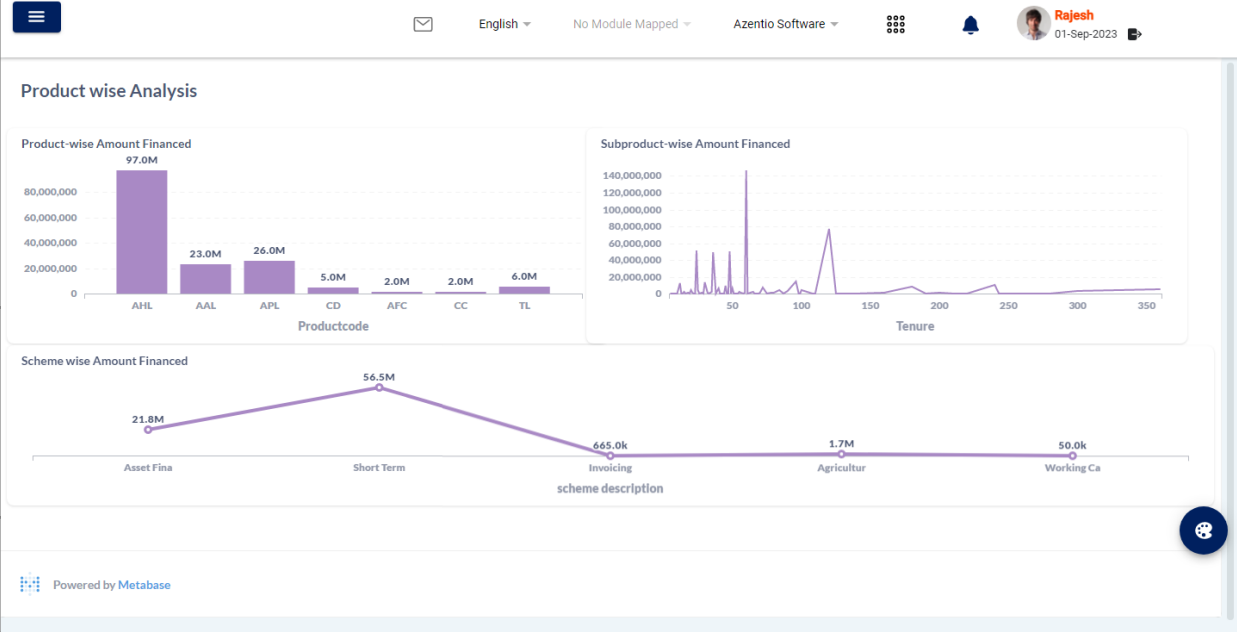 English
No Module Mapped
Azentio Software
Rajesh
01-Sep-2023
Product wise Analysis
Product-wise Amount Financed
97.0M
80,000,000
60,000,000
40,000,000
20,000,000
0
23.0M
26.0M
5.0M
2.0M
2.0M
6.0M
AHL AAL APL CD AFC CC TL
Productcode
Subproduct-wise Amount Financed
140,000,000
120,000,000
100,000,000
80,000,000
60,000,000
40,000,000
20,000,000
0
50 100 150 200 250 300 350
Tenure
Scheme wise Amount Financed
21.8M
56.5M
665.0k
1.7M
50.0k
Asset Fina Short Term Invoicing Agricultur Working Ca
scheme description
Powered by Metabase